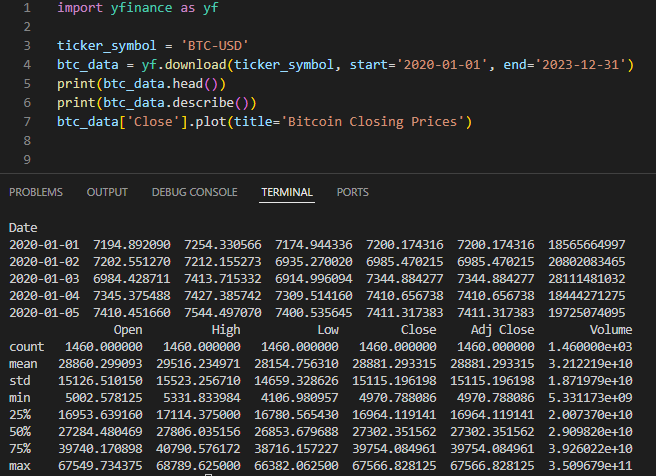 1 import yfinance as yf
2
3 ticker_symbol = 'BTC-USD'
4 btc_data = yf.download(ticker_symbol, start='2020-01-01', end='2023-12-31')
5 print(btc_data.head())
6 print(btc_data.describe())
7 btc_data['Close'].plot(title='Bitcoin Closing Prices')
8
9
PROBLEMS OUTPUT DEBUG CONSOLE TERMINAL PORTS
Date
2020-01-01 7194.892090 7254.330566 7174.944336 7200.174316 7200.174316 18565664997
2020-01-02 7202.551270 7212.155273 6935.270020 6985.470215 6985.470215 20802083465
2020-01-03 6984.428711 7413.715332 6914.996094 7344.884277 7344.884277 28111481032
2020-01-04 7345.375488 7427.385742 7309.514160 7410.656738 7410.656738 18444271275
2020-01-05 7410.451660 7544.497070 7400.535645 7411.317383 7411.317383 19725074095
Open High Low Close Adj Close Volume
count 1460.000000 1460.000000 1460.000000 1460.000000 1460.000000 1.460000e+03
mean 28860.299093 29516.234971 28154.756310 28881.293315 28881.293315 3.212219e+10
std 15126.510150 15523.256710 14659.328626 15115.196198 15115.196198 1.871979e+10
min 5002.578125 5331.833984 4106.980957 4970.788086 4970.788086 5.331173e+09
25% 16953.639160 17114.375000 16780.565430 16964.119141 16964.119141 2.007370e+10
50% 27284.480469 27806.035156 26853.679688 27302.351562 27302.351562 2.909820e+10
75% 39740.170898 40790.576172 38716.157227 39754.084961 39754.084961 3.926022e+10
max 67549.734375 68789.625000 66382.062500 67566.828125 67566.828125 3.509679e+11